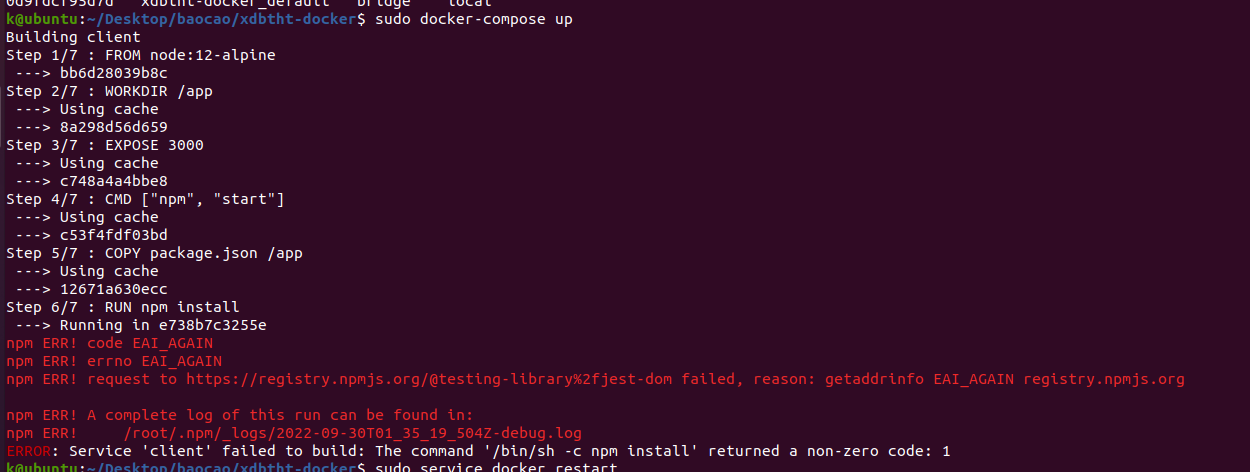 0d9fdcf95d7d   xdbtht-docker_default   bridge    local
k@ubuntu:~/Desktop/baocao/xdbtht-docker$ sudo docker-compose up
Building client
Step 1/7 : FROM node:12-alpine
 ---> bb6d28039b8c
Step 2/7 : WORKDIR /app
 ---> Using cache
 ---> 8a298d56d659
Step 3/7 : EXPOSE 3000
 ---> Using cache
 ---> c748a4a4bbe8
Step 4/7 : CMD ["npm", "start"]
 ---> Using cache
 ---> c53f4fdf03bd
Step 5/7 : COPY package.json /app
 ---> Using cache
 ---> 12671a630ecc
Step 6/7 : RUN npm install
 ---> Running in e738b7c3255e
npm ERR! code EAI_AGAIN
npm ERR! errno EAI_AGAIN
npm ERR! request to https://registry.npmjs.org/@testing-library%2fjest-dom failed, reason: getaddrinfo EAI_AGAIN registry.npmjs.org
npm ERR! A complete log of this run can be found in:
npm ERR!     /root/.npm/_logs/2022-09-30T01_35_19_504Z-debug.log
ERROR: Service 'client' failed to build: The command '/bin/sh -c npm install' returned a non-zero code: 1
k@ubuntu:~/Desktop/baocao/xdbtht-docker$ sudo service docker restart